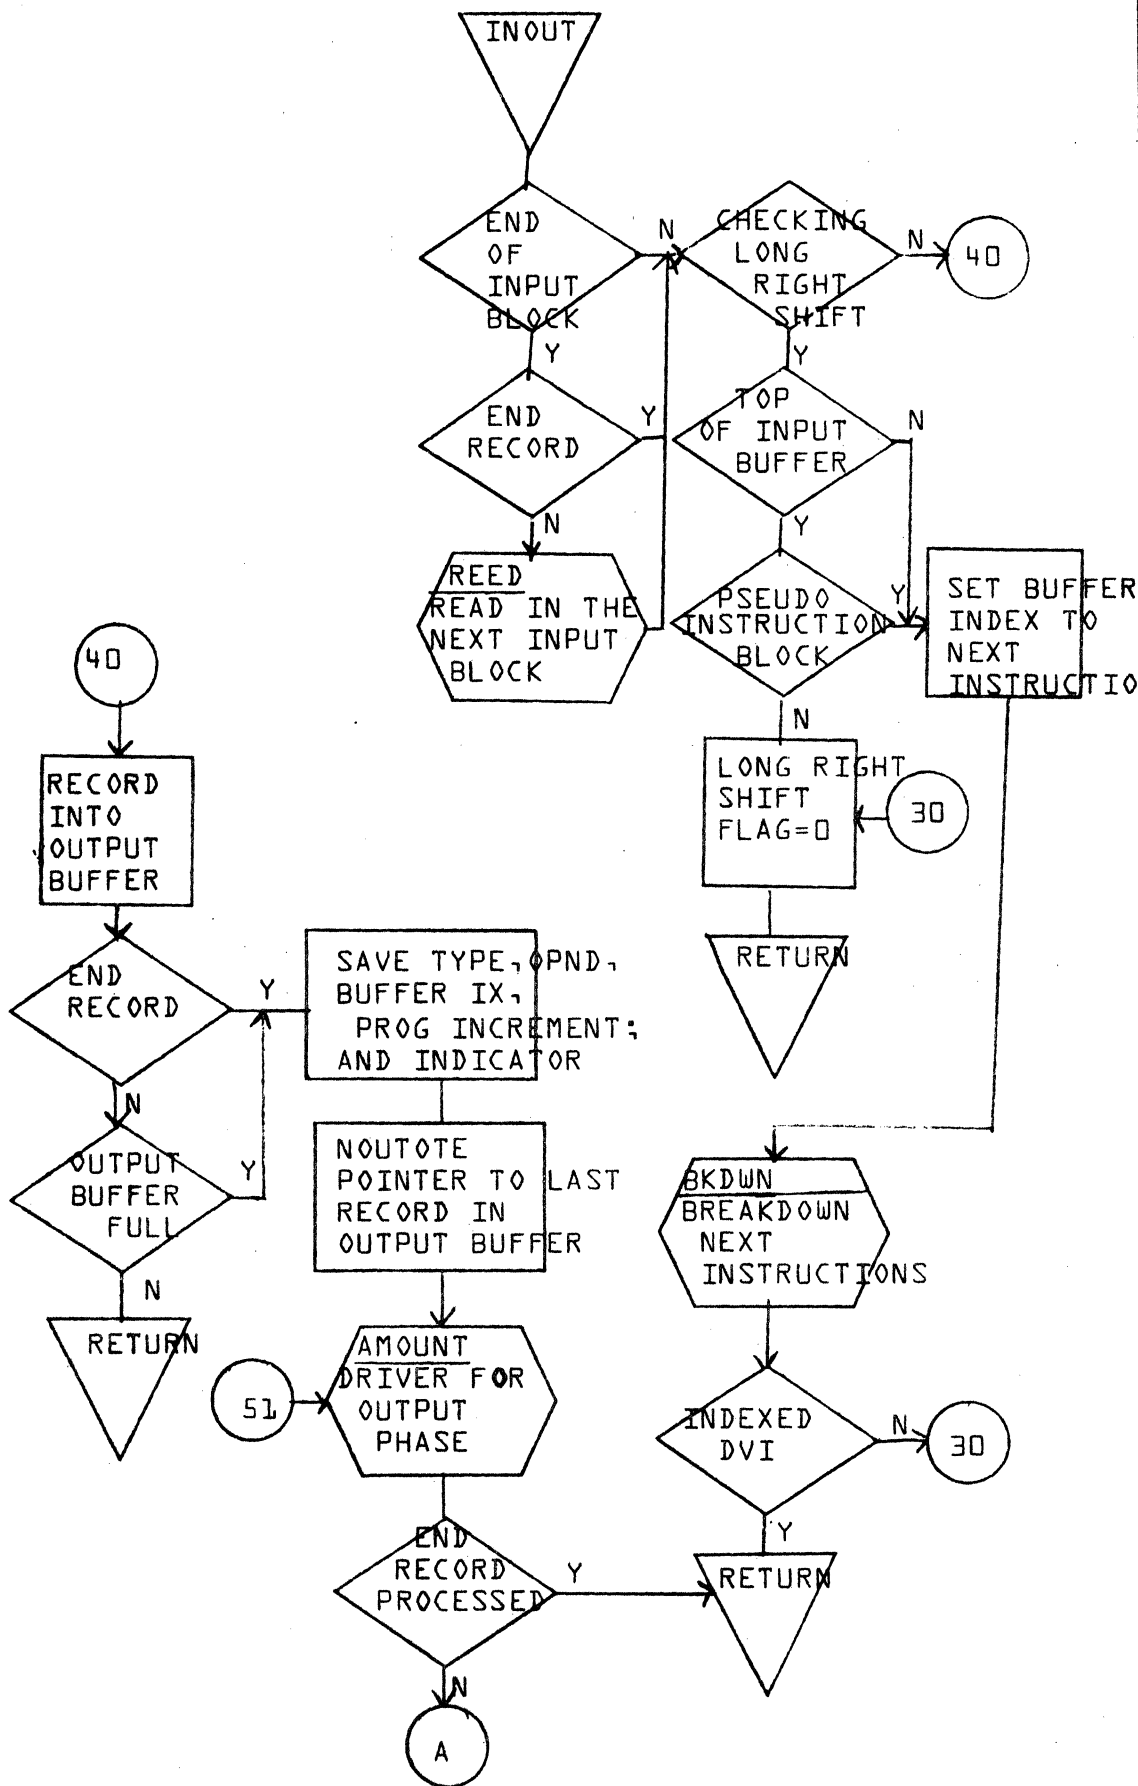 INOUT
END
OF
INPUT
BLOCK
N
CHECKING
LONG
RIGHT
SHIFT
N
40
Y
Y
END
RECORD
Y
TOP
OF INPUT
BUFFER
N
N
Y
REED
READ IN THE
NEXT INPUT
BLOCK
PSEUDO
INSTRUCTION
BLOCK
Y
SET BUFFER
INDEX TO
NEXT
INSTRUCTIO
N
LONG RIGHT
SHIFT
FLAG=0
30
RETURN
40
RECORD
INTO
OUTPUT
BUFFER
END
RECORD
Y
SAVE TYPE, OPND,
BUFFER IX,
PROG INCREMENT;
AND INDICATOR
N
OUTPUT
BUFFER
FULL
Y
NOUTOTE
POINTER TO LAST
RECORD IN
OUTPUT BUFFER
N
RETURN
BKDWN
BREAKDOWN
NEXT
INSTRUCTIONS
51
AMOUNT
DRIVER FOR
OUTPUT
PHASE
INDEXED
DVI
N
30
Y
RETURN
END
RECORD
PROCESSED
Y
N
A